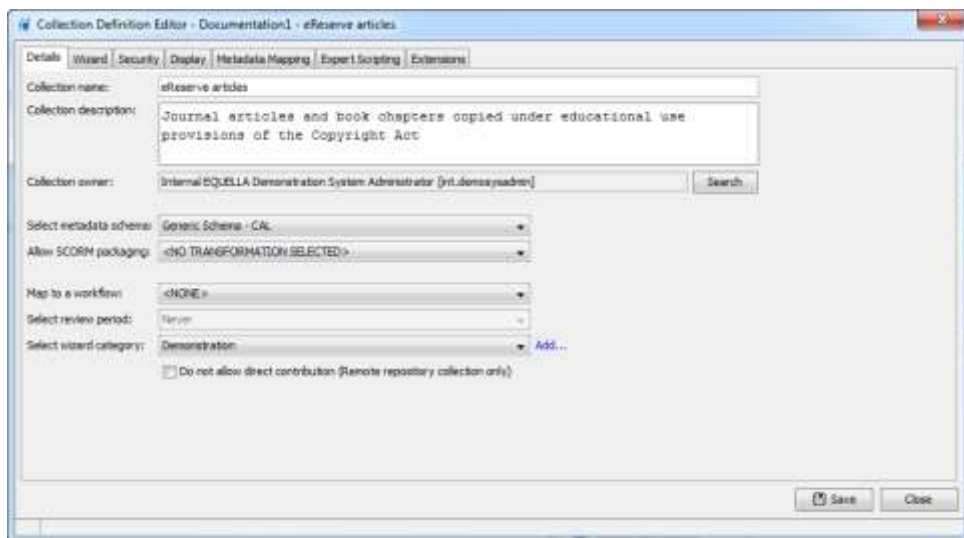 Collection Definition Editor - Documentation1 - eReserve articles
Details Wizard Security Display Metadata Mapping Expert Scripting Extensions
Collection name: eReserve articles
Collection description: Journal articles and book chapters copied under educational use
provisions of the Copyright Act
Collection owner: Internal EQUELLA Demonstration System Administrator [int.demosysadmin] Search
Select metadata schema: Generic Schema - CAL
Allow SCORM packaging: <NO TRANSFORMATION SELECTED>
Map to a workflow: <NONE>
Select review period: Never
Select wizard category: Demonstration Add...
Do not allow direct contribution (Remote repository collection only)
Save Close